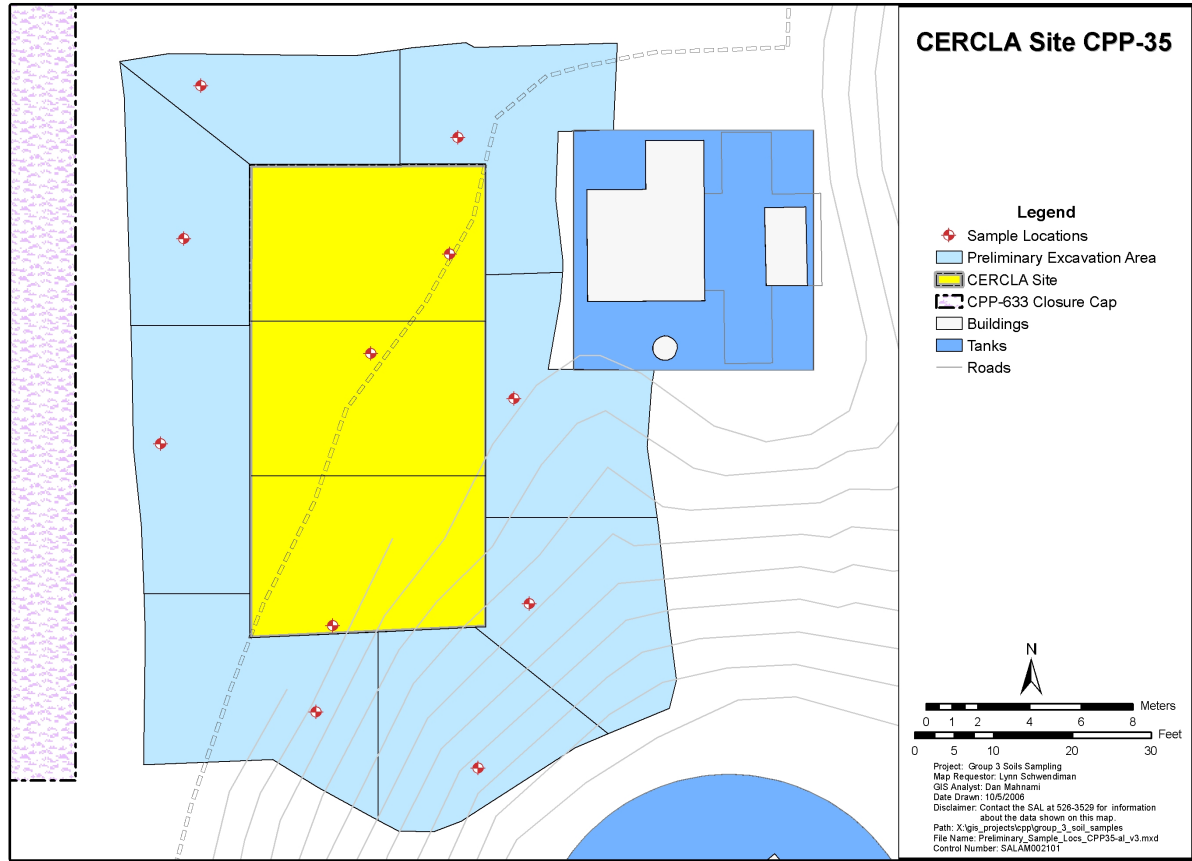 CERCLA Site CPP-35
Legend
Sample Locations
Preliminary Excavation Area
CERCLA Site
CPP-633 Closure Cap
Buildings
Tanks
Roads
N
Meters
0 1 2 4 6 8
Feet
0 5 10 20 30
Project: Group 3 Soils Sampling
Map Requestor: Lynn Schwendiman
GIS Analyst: Dan Mahnami
Date Drawn: 10/5/2006
Disclaimer: Contact the SAL at 526-3529 for information
about the data shown on this map.
Path: X:\gis_projects\cpp\group_3_soil_samples
File Name: Preliminary_Sample_Locs_CPP35-al_v3.mxd
Control Number: SALAM002101